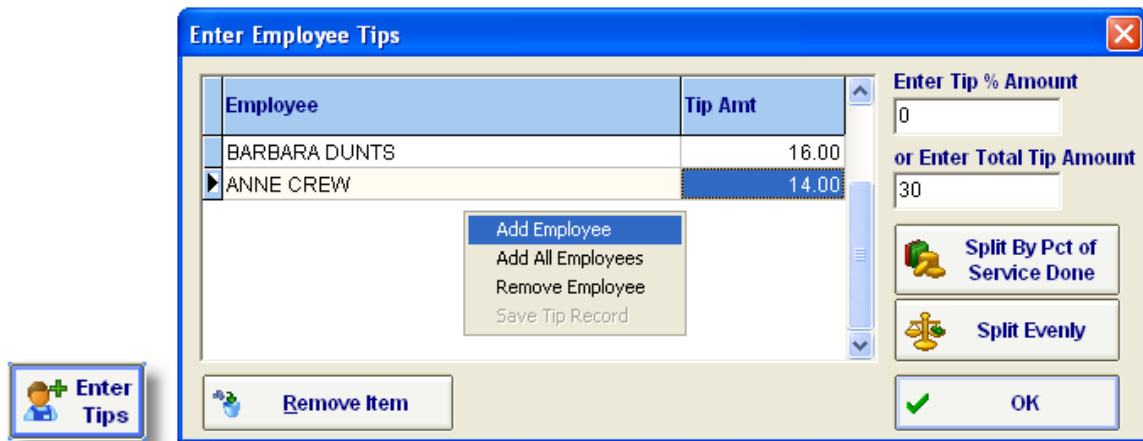 Enter Employee Tips
Employee Tip Amt
BARBARA DUNTS 16.00
ANNE CREW 14.00
Add Employee
Add All Employees
Remove Employee
Save Tip Record
Enter Tip % Amount
0
or Enter Total Tip Amount
30
Split By Pct of
Service Done
Split Evenly
Remove Item
OK
Enter
Tips